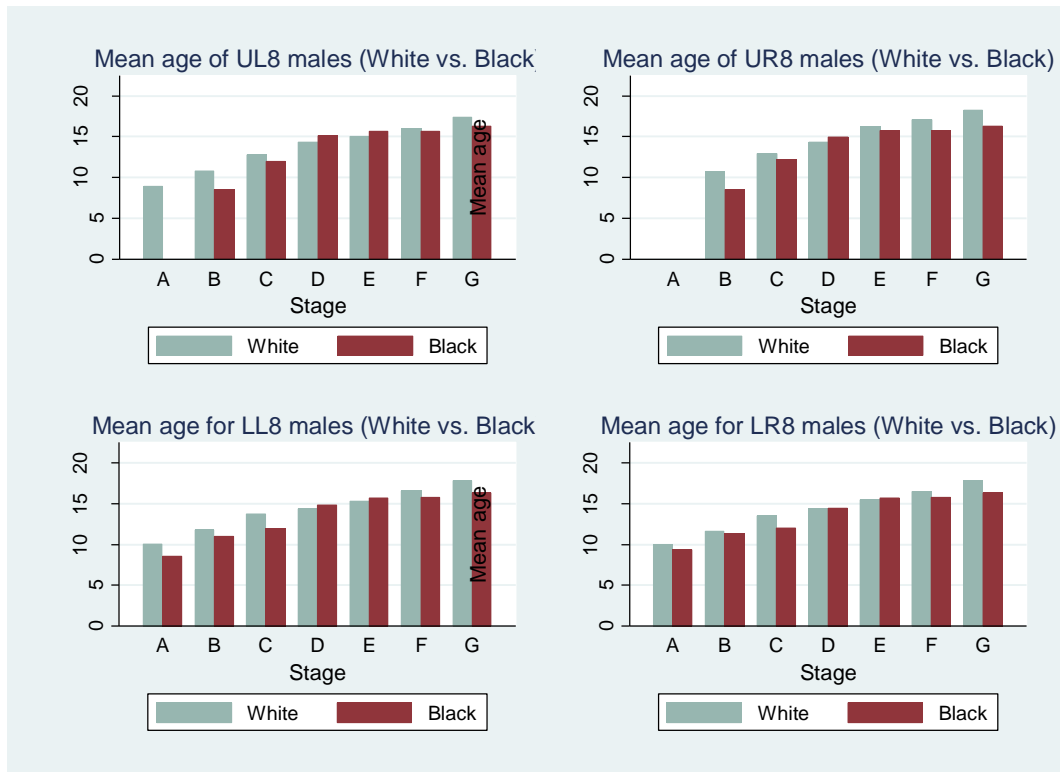 Mean age of UL8 males (White vs. Black)
20
15
10
5
0
A B C D E F G
Stage
White Black
Mean age of UR8 males (White vs. Black)
Mean age
20
15
10
5
0
A B C D E F G
Stage
White Black
Mean age for LL8 males (White vs. Black
20
15
10
5
0
A B C D E F G
Stage
White Black
Mean age for LR8 males (White vs. Black)
Mean age
20
15
10
5
0
A B C D E F G
Stage
White Black